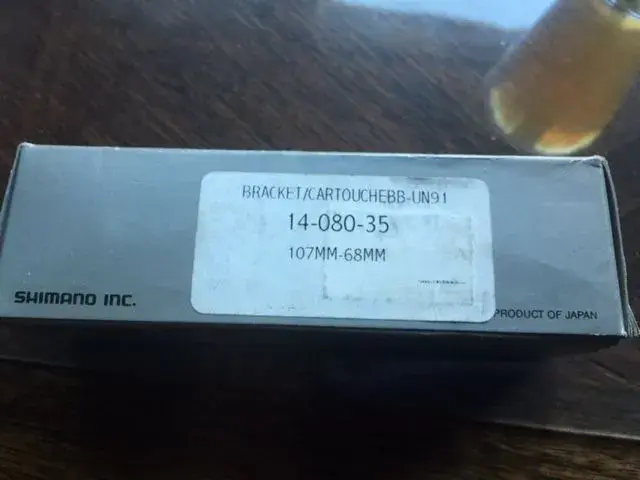 BRACKET/CARTOUCHEBB-UN91
14-080-35
107MM-68MM
SHIMANO INC.
PRODUCT OF JAPAN